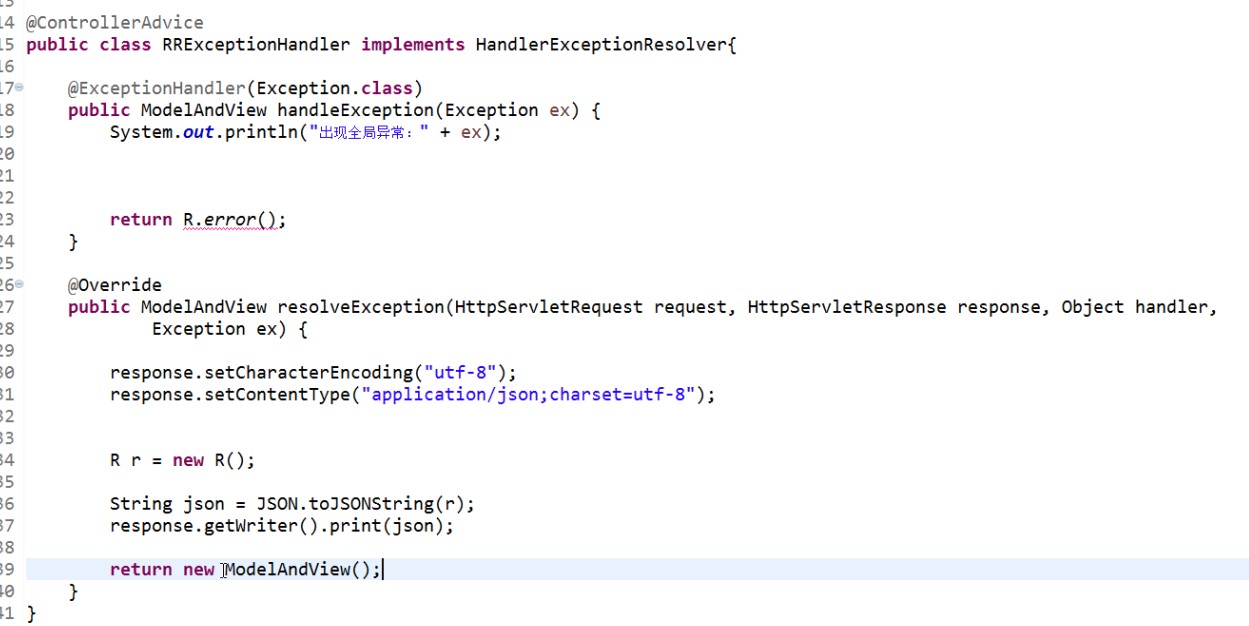 14 @ControllerAdvice
15 public class RRExceptionHandler implements HandlerExceptionResolver{
16
17 @ExceptionHandler(Exception.class)
18 public ModelAndView handleException(Exception ex) {
19 System.out.println("出现全局异常：" + ex);
20
21
22
23 return R.error();
24 }
25
26 @Override
27 public ModelAndView resolveException(HttpServletRequest request, HttpServletResponse response, Object handler,
28 Exception ex) {
29
30 response.setCharacterEncoding("utf-8");
31 response.setContentType("application/json;charset=utf-8");
32
33
34 R r = new R();
35
36 String json = JSON.toJSONString(r);
37 response.getWriter().print(json);
38
39 return new ModelAndView();
40 }
41 }